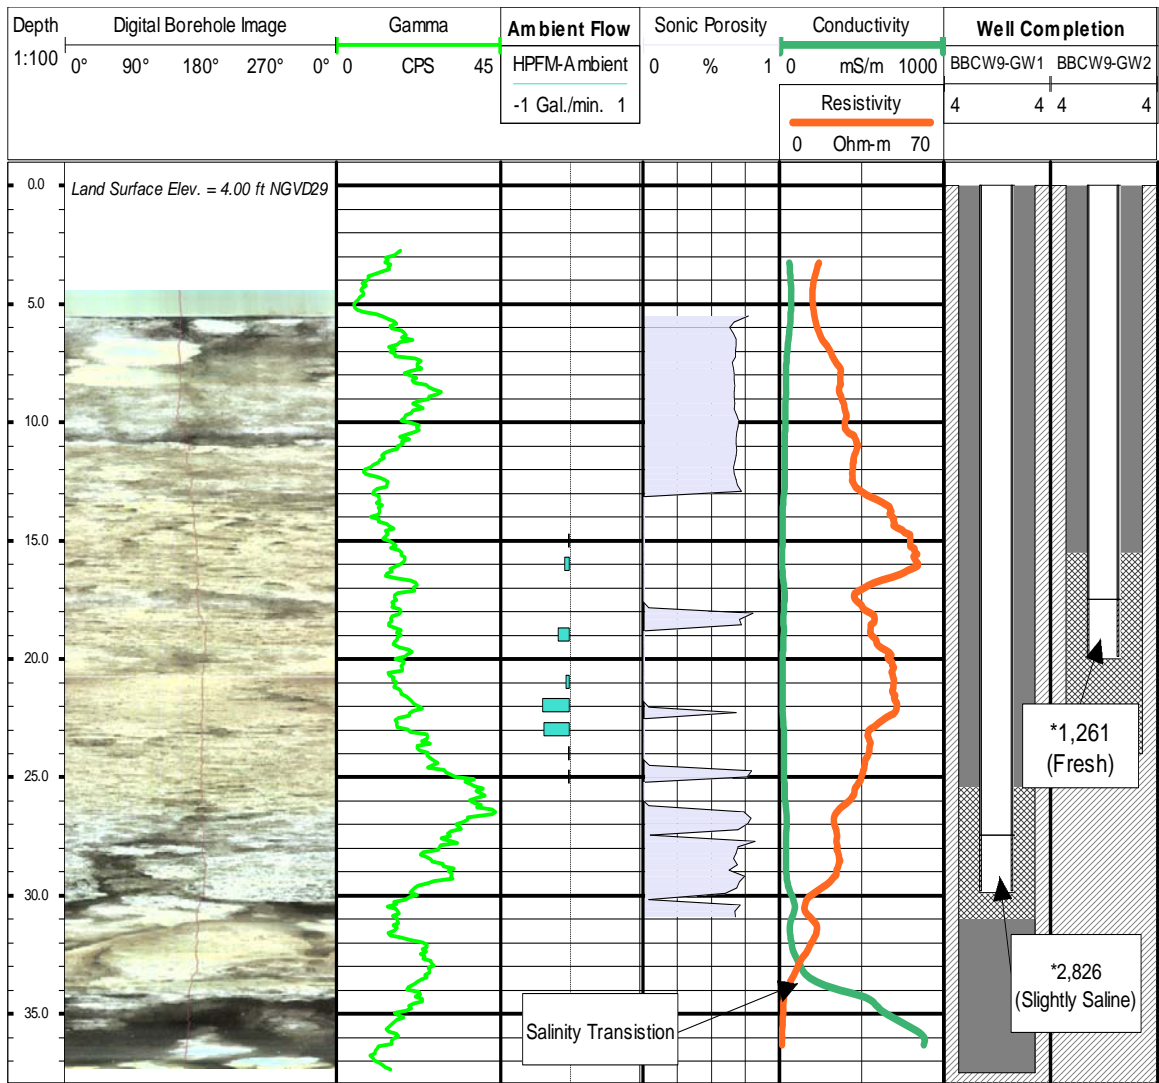 Depth
1:100
Digital Borehole Image
0° 90° 180° 270° 0°
Gamma
0 CPS 45
Ambient Flow
HPFM-Ambient
-1 Gal./min. 1
Sonic Porosity
0 % 1
Conductivity
0 mS/m 1000
Resistivity
0 Ohm-m 70
Well Completion
BBCW9-GW1 BBCW9-GW2
4 4 4 4
Land Surface Elev. = 4.00 ft NGVD29
0.0
5.0
10.0
15.0
20.0
25.0
30.0
35.0
*1,261
(Fresh)
*2,826
(Slightly Saline)
Salinity Transistion